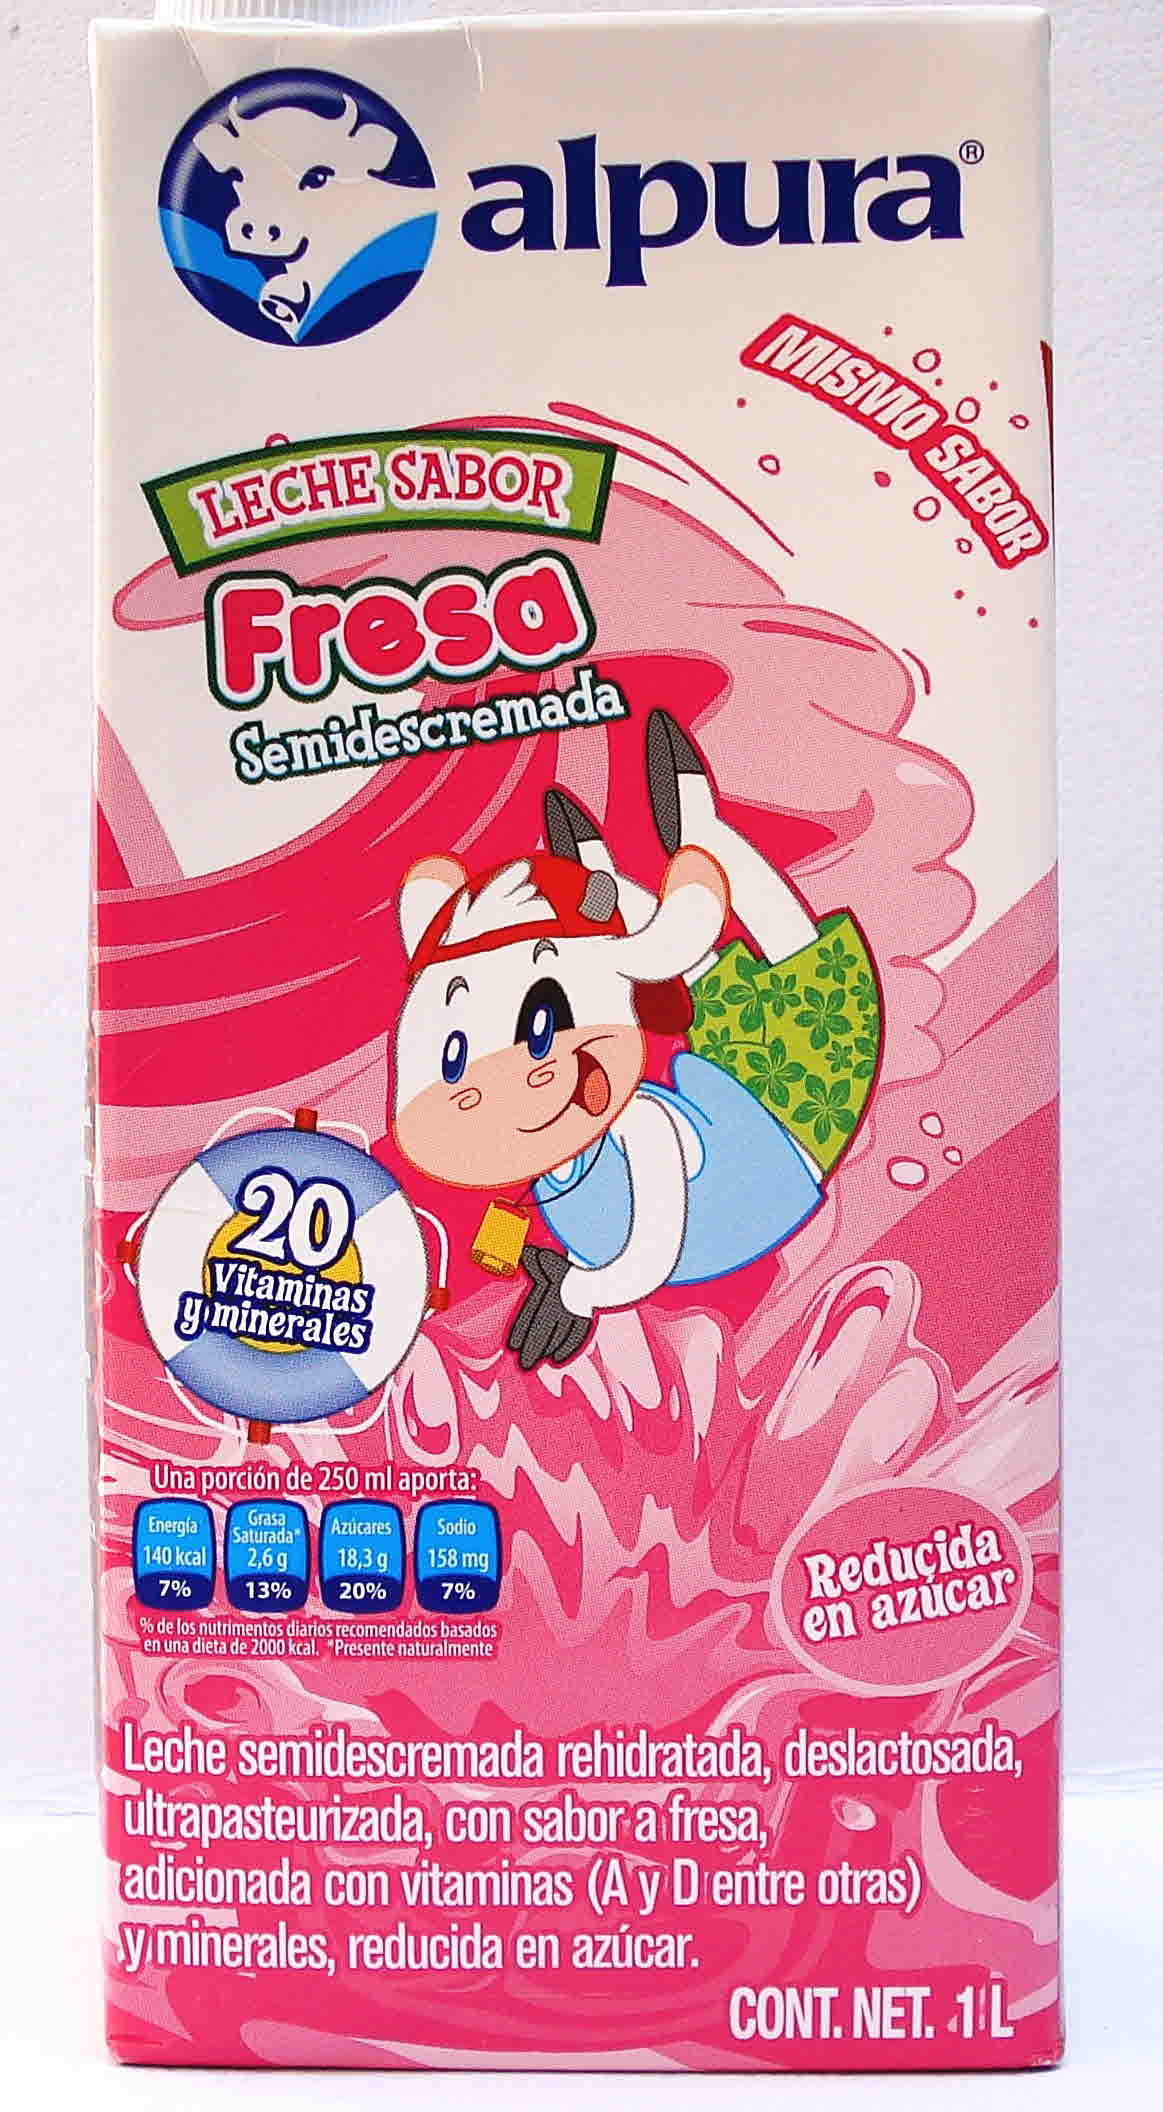 alpura®
MISMO SABOR
LECHE SABOR
Fresa
Semidescremada
20
Vitaminas
y minerales
Una porción de 250 ml aporta:
Energía
140 kcal
7%
Grasa
Saturada*
2,6 g
13%
Azúcares
18,3 g
20%
Sodio
158 mg
7%
% de los nutrimentos diarios recomendados basados
en una dieta de 2000 kcal. *Presente naturalmente
Reducida
en azúcar
Leche semidescremada rehidratada, deslactosada,
ultrapasteurizada, con sabor a fresa,
adicionada con vitaminas (A y D entre otras)
y minerales, reducida en azúcar.
CONT. NET. 1 L